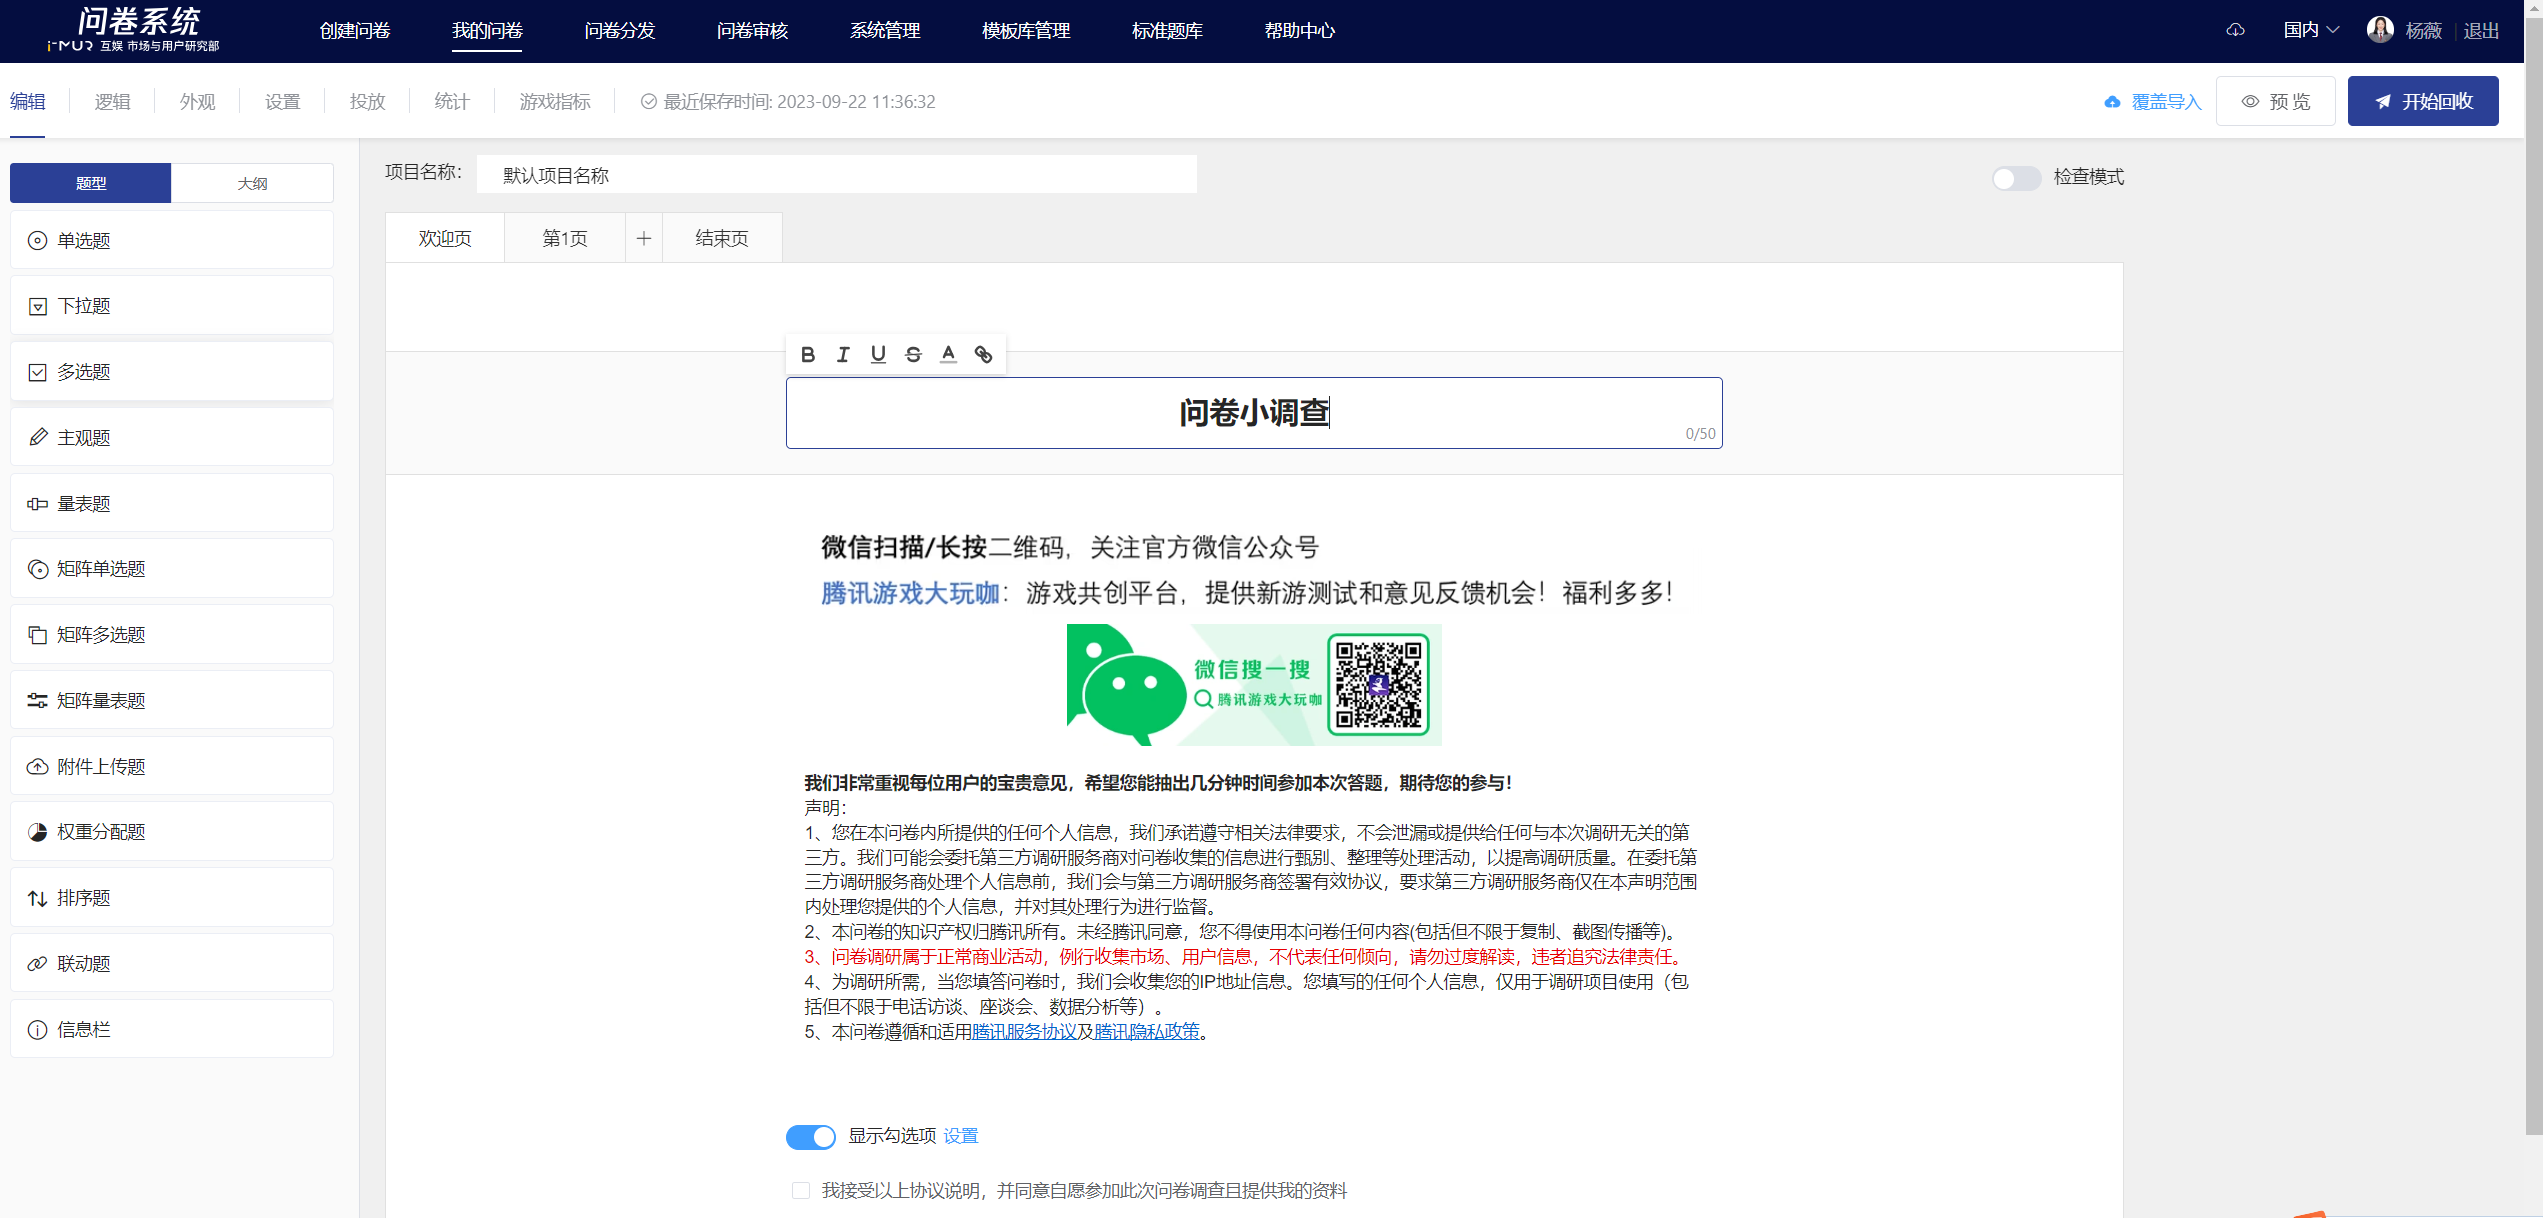 问卷系统
i-MUR 互娱 市场与用户研究部
创建问卷
我的问卷
问卷分发
问卷审核
系统管理
模板库管理
标准题库
帮助中心
国内
杨薇
退出
编辑
逻辑
外观
设置
投放
统计
游戏指标
最近保存时间: 2023-09-22 11:36:32
覆盖导入
预 览
开始回收
题型
大纲
单选题
下拉题
多选题
主观题
量表题
矩阵单选题
矩阵多选题
矩阵量表题
附件上传题
权重分配题
排序题
联动题
信息栏
项目名称：
默认项目名称
检查模式
欢迎页
第1页
结束页
B I U S A
问卷小调查
0/50
微信扫描/长按二维码，关注官方微信公众号
腾讯游戏大玩咖：游戏共创平台，提供新游测试和意见反馈机会！福利多多！
微信搜一搜
腾讯游戏大玩咖
我们非常重视每位用户的宝贵意见，希望您能抽出几分钟时间参加本次答题，期待您的参与！
声明：
1、您在本问卷内所提供的任何个人信息，我们承诺遵守相关法律要求，不会泄漏或提供给任何与本次调研无关的第
三方。我们可能会委托第三方调研服务商对问卷收集的信息进行甄别、整理等处理活动，以提高调研质量。在委托第
三方调研服务商处理个人信息前，我们会与第三方调研服务商签署有效协议，要求第三方调研服务商仅在本声明范围
内处理您提供的个人信息，并对其处理行为进行监督。
2、本问卷的知识产权归腾讯所有。未经腾讯同意，您不得使用本问卷任何内容(包括但不限于复制、截图传播等)。
3、问卷调研属于正常商业活动，例行收集市场、用户信息，不代表任何倾向，请勿过度解读，违者追究法律责任。
4、为调研所需，当您填答问卷时，我们会收集您的IP地址信息。您填写的任何个人信息，仅用于调研项目使用（包
括但不限于电话访谈、座谈会、数据分析等）。
5、本问卷遵循和适用腾讯服务协议及腾讯隐私政策。
显示勾选项 设置
我接受以上协议说明，并同意自愿参加此次问卷调查且提供我的资料